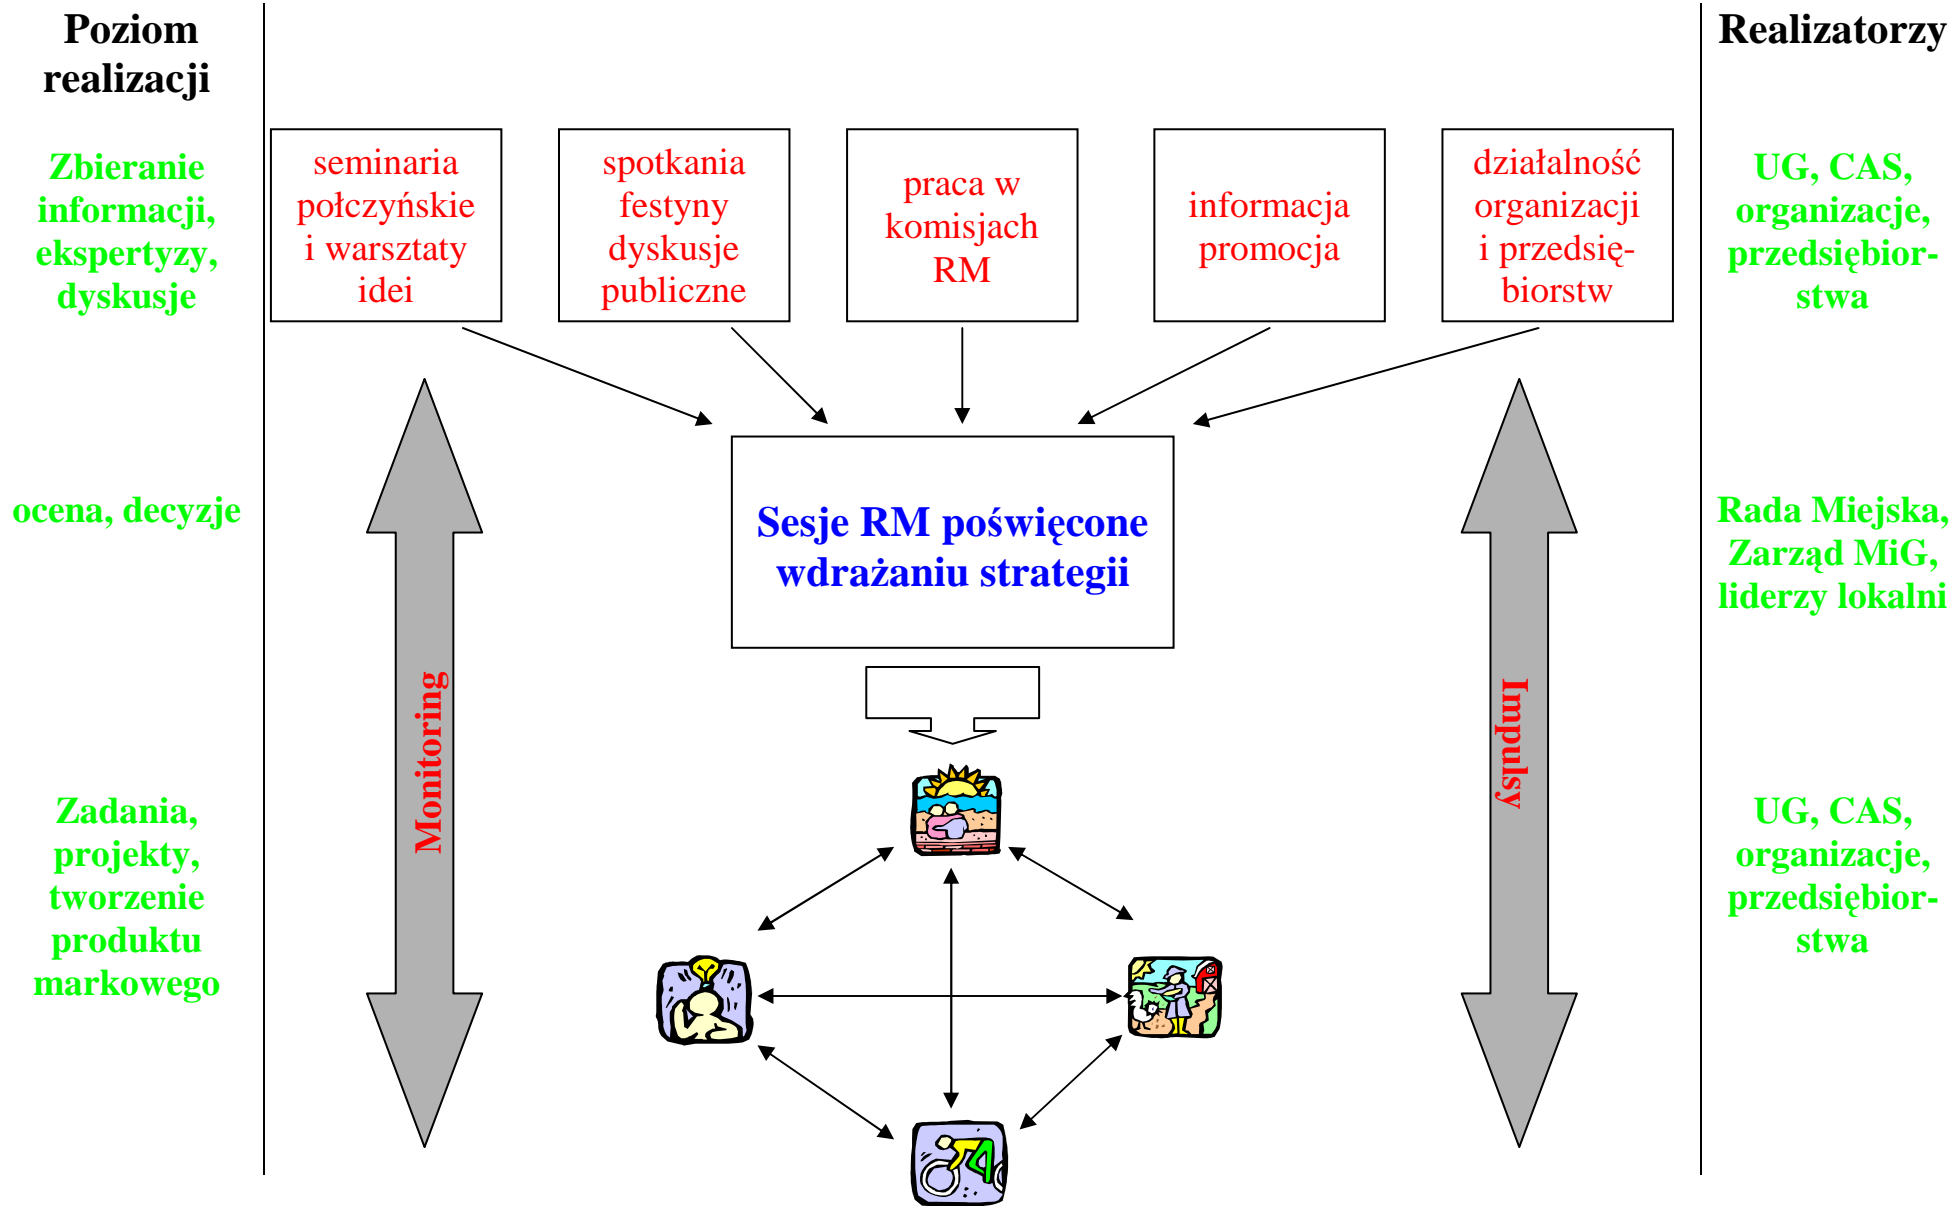 Poziom
realizacji
Realizatorzy
Zbieranie
informacji,
ekspertyzy,
dyskusje
seminaria
połczyńskie
i warsztaty
idei
spotkania
festyny
dyskusje
publiczne
praca w
komisjach
RM
informacja
promocja
działalność
organizacji
i przedsię-
biorstw
UG, CAS,
organizacje,
przedsiębior-
stwa
ocena, decyzje
Sesje RM poświęcone
wdrażaniu strategii
Rada Miejska,
Zarząd MiG,
liderzy lokalni
Monitoring
Impulsy
Zadania,
projekty,
tworzenie
produktu
markowego
UG, CAS,
organizacje,
przedsiębior-
stwa